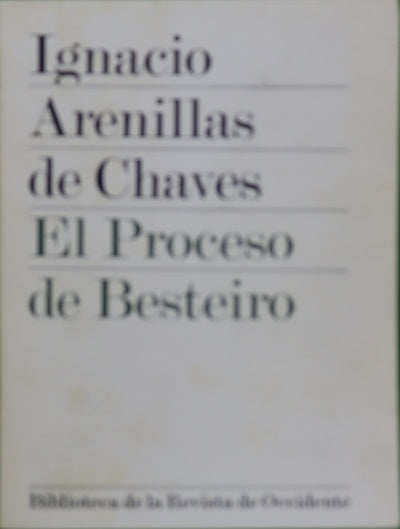 Ignacio
Arenillas
de Chaves
El Proceso
de Besteiro
Biblioteca de la Revista de Occidente